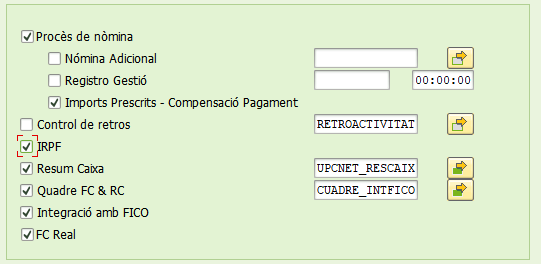 Procès de nòmina
Nómina Adicional
Registro Gestió 00:00:00
Imports Prescrits - Compensació Pagament
Control de retros RETROACTIVITAT
IRPF
Resum Caixa UPCNET_RESCAIX
Quadre FC & RC CUADRE_INTFICO
Integració amb FICO
FC Real